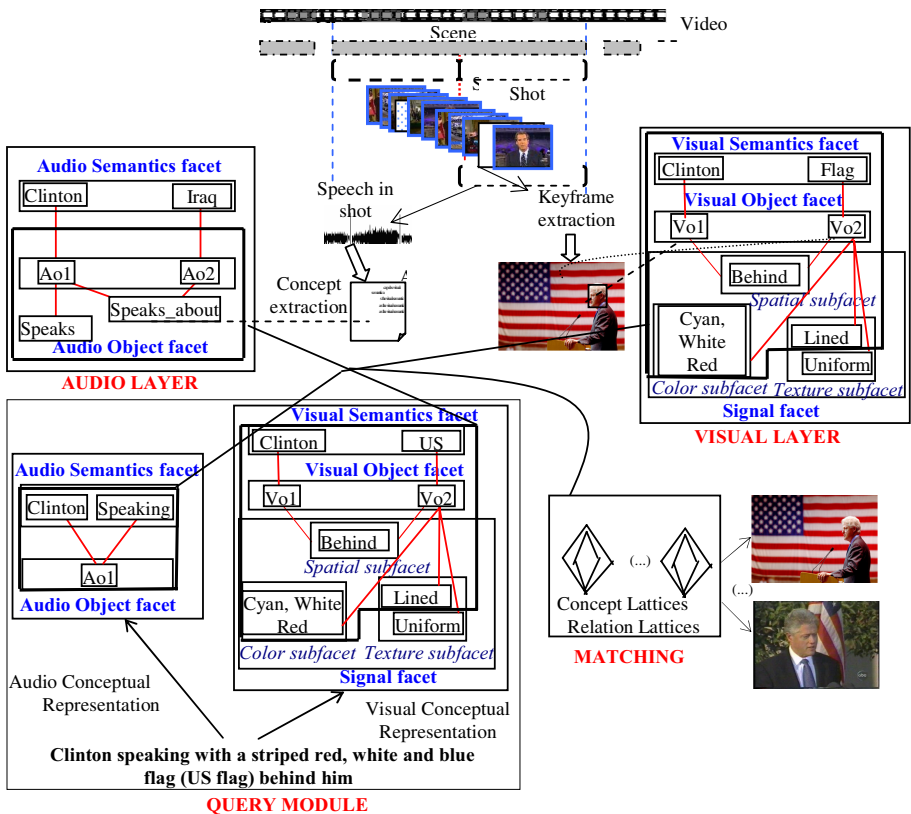 Video
Scene
S
Shot
Speech in
shot
Keyframe
extraction
Concept
extraction
A
Audio Semantics facet
Clinton
Iraq
Ao1
Ao2
Speaks_about
Speaks
Audio Object facet
AUDIO LAYER
Visual Semantics facet
Clinton
Flag
Visual Object facet
Vo1
Vo2
Behind
Spatial subfacet
Cyan,
White
Red
Lined
Uniform
Color subfacet
Texture subfacet
Signal facet
VISUAL LAYER
Audio Semantics facet
Clinton
Speaking
Ao1
Audio Object facet
Visual Semantics facet
Clinton
US
Visual Object facet
Vo1
Vo2
Behind
Spatial subfacet
Cyan, White
Red
Lined
Uniform
Color subfacet
Texture subfacet
Signal facet
Audio Conceptual
Representation
Visual Conceptual
Representation
Clinton speaking with a striped red, white and blue
flag (US flag) behind him
QUERY MODULE
(...)
Concept Lattices
Relation Lattices
MATCHING
(...)
abc